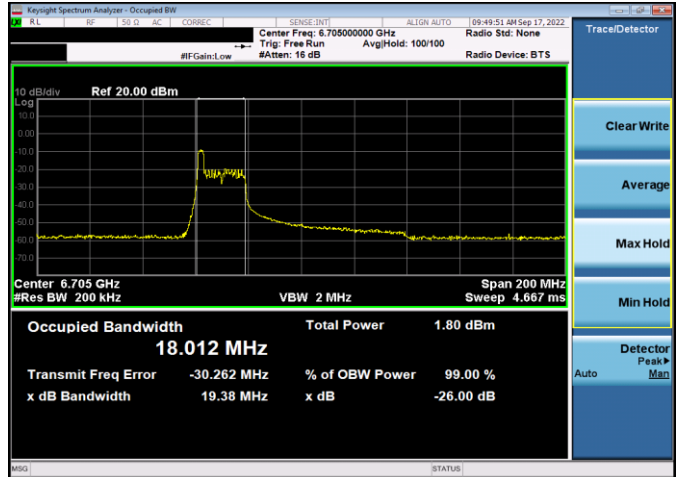 Keysight Spectrum Analyzer - Occupied BW
RL RF 50 Ω AC CORREC SENSE:INT ALIGN AUTO 09:49:51 AM Sep 17, 2022
Center Freq: 6.705000000 GHz Radio Std: None
Trig: Free Run Avg|Hold: 100/100
#IFGain:Low #Atten: 16 dB Radio Device: BTS
Trace/Detector
10 dB/div Ref 20.00 dBm
Log
10.0
0.00
-10.0
-20.0
-30.0
-40.0
-50.0
-60.0
-70.0
Center 6.705 GHz Span 200 MHz
#Res BW 200 kHz VBW 2 MHz Sweep 4.667 ms
Occupied Bandwidth Total Power 1.80 dBm
18.012 MHz
Transmit Freq Error -30.262 MHz % of OBW Power 99.00 %
x dB Bandwidth 19.38 MHz x dB -26.00 dB
Clear Write
Average
Max Hold
Min Hold
Detector
Peak▶
Auto Man
MSG STATUS